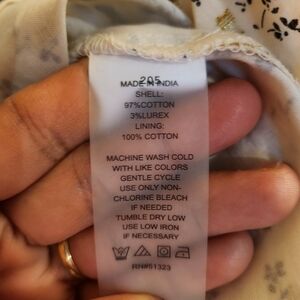 205
MADE IN INDIA
SHELL:
97%COTTON
3%LUREX
LINING:
100% COTTON
MACHINE WASH COLD
WITH LIKE COLORS
GENTLE CYCLE
USE ONLY NON-
CHLORINE BLEACH
IF NEEDED
TUMBLE DRY LOW
USE LOW IRON
IF NECESSARY
RN#51323